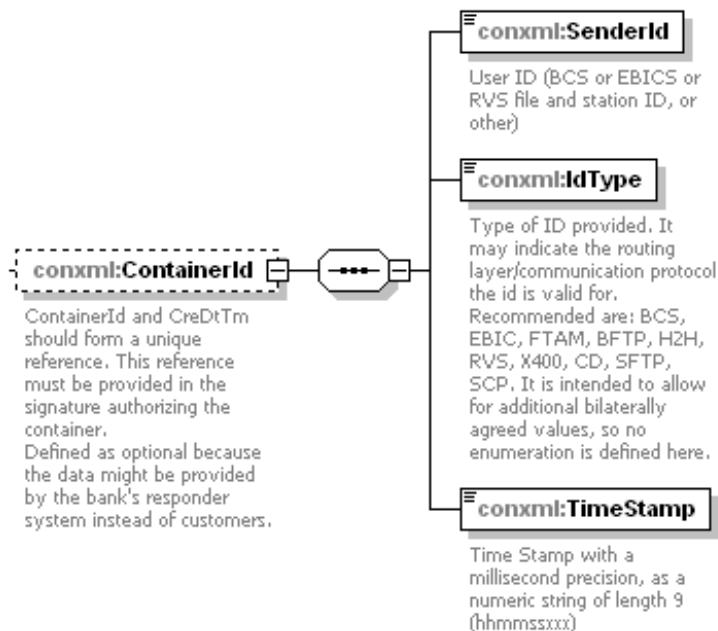 conxml:SenderId
User ID (BCS or EBICS or
RVS file and station ID, or
other)
conxml:IdType
Type of ID provided. It
may indicate the routing
layer/communication protocol
the id is valid for.
Recommended are: BCS,
EBIC, FTAM, BFTP, H2H,
RVS, X400, CD, SFTP,
SCP. It is intended to allow
for additional bilaterally
agreed values, so no
enumeration is defined here.
conxml:ContainerId
ContainerId and CreDtTm
should form a unique
reference. This reference
must be provided in the
signature authorizing the
container.
Defined as optional because
the data might be provided
by the bank's responder
system instead of customers.
conxml:TimeStamp
Time Stamp with a
millisecond precision, as a
numeric string of length 9
(hhmmssxxx)